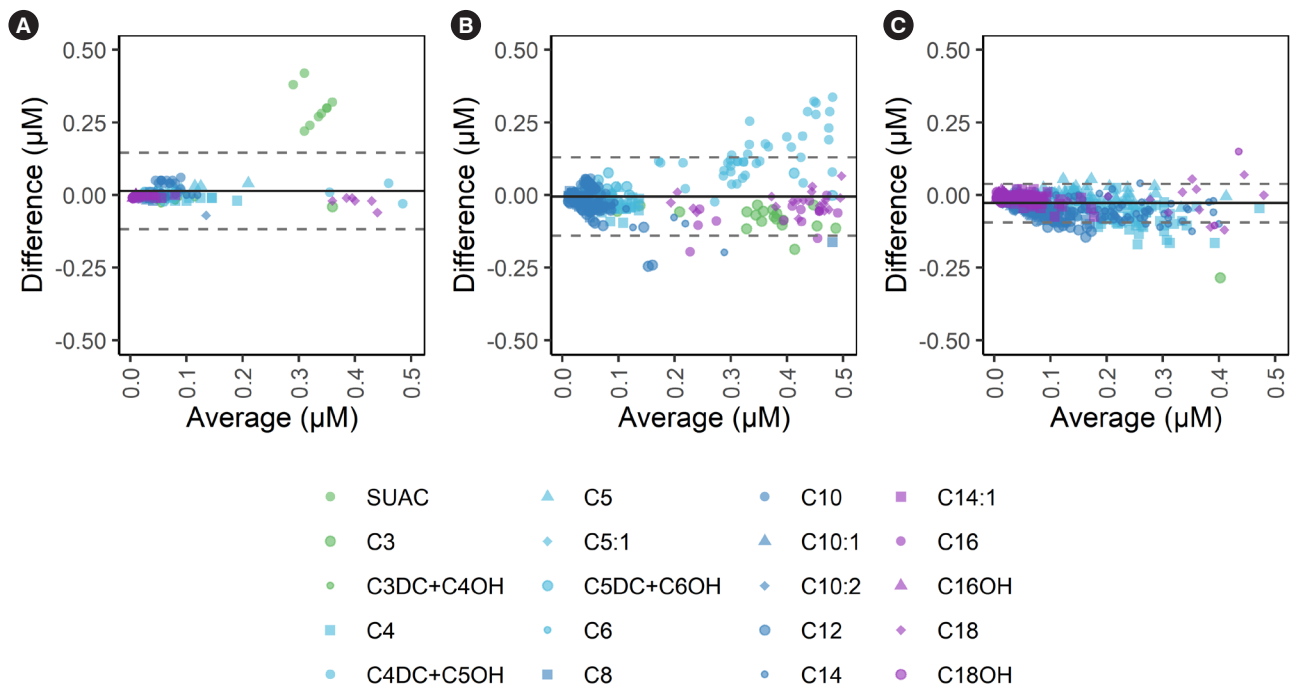 A
B
C
Difference (µM)
0.50
0.25
0.00
-0.25
-0.50
0.0 0.1 0.2 0.3 0.4 0.5
Average (µM)
Difference (µM)
0.50
0.25
0.00
-0.25
-0.50
0.0 0.1 0.2 0.3 0.4 0.5
Average (µM)
Difference (µM)
0.50
0.25
0.00
-0.25
-0.50
0.0 0.1 0.2 0.3 0.4 0.5
Average (µM)
SUAC C5 C10 C14:1
C3 C5:1 C10:1 C16
C3DC+C4OH C5DC+C6OH C10:2 C16OH
C4 C6 C12 C18
C4DC+C5OH C8 C14 C18OH